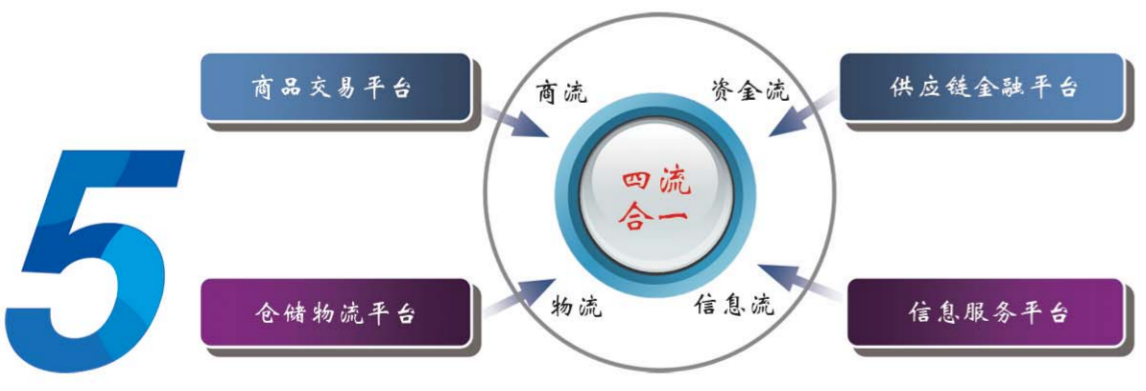 商品交易平台
商流
资金流
供应链金融平台
5
四流
合一
仓储物流平台
物流
信息流
信息服务平台